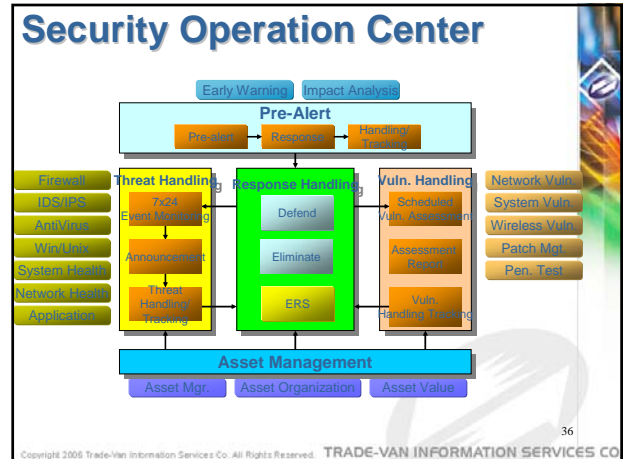 Security Operation Center
Early Warning
Impact Analysis
Pre-Alert
Pre-alert
Response
Handling/
Tracking
Firewall
IDS/IPS
AntiVirus
Win/Unix
System Health
Network Health
Application
Threat Handling
7x24
Event Monitoring
Announcement
Threat
Handling/
Tracking
Response Handling
Defend
Eliminate
ERS
Vuln. Handling
Scheduled
Vuln. Assessment
Assessment
Report
Vuln.
Handling Tracking
Network Vuln.
System Vuln.
Wireless Vuln.
Patch Mgt.
Pen. Test
Asset Management
Asset Mgr.
Asset Organization
Asset Value
36
Copyright 2006 Trade-Van Information Services Co. All Rights Reserved.
TRADE-VAN INFORMATION SERVICES CO